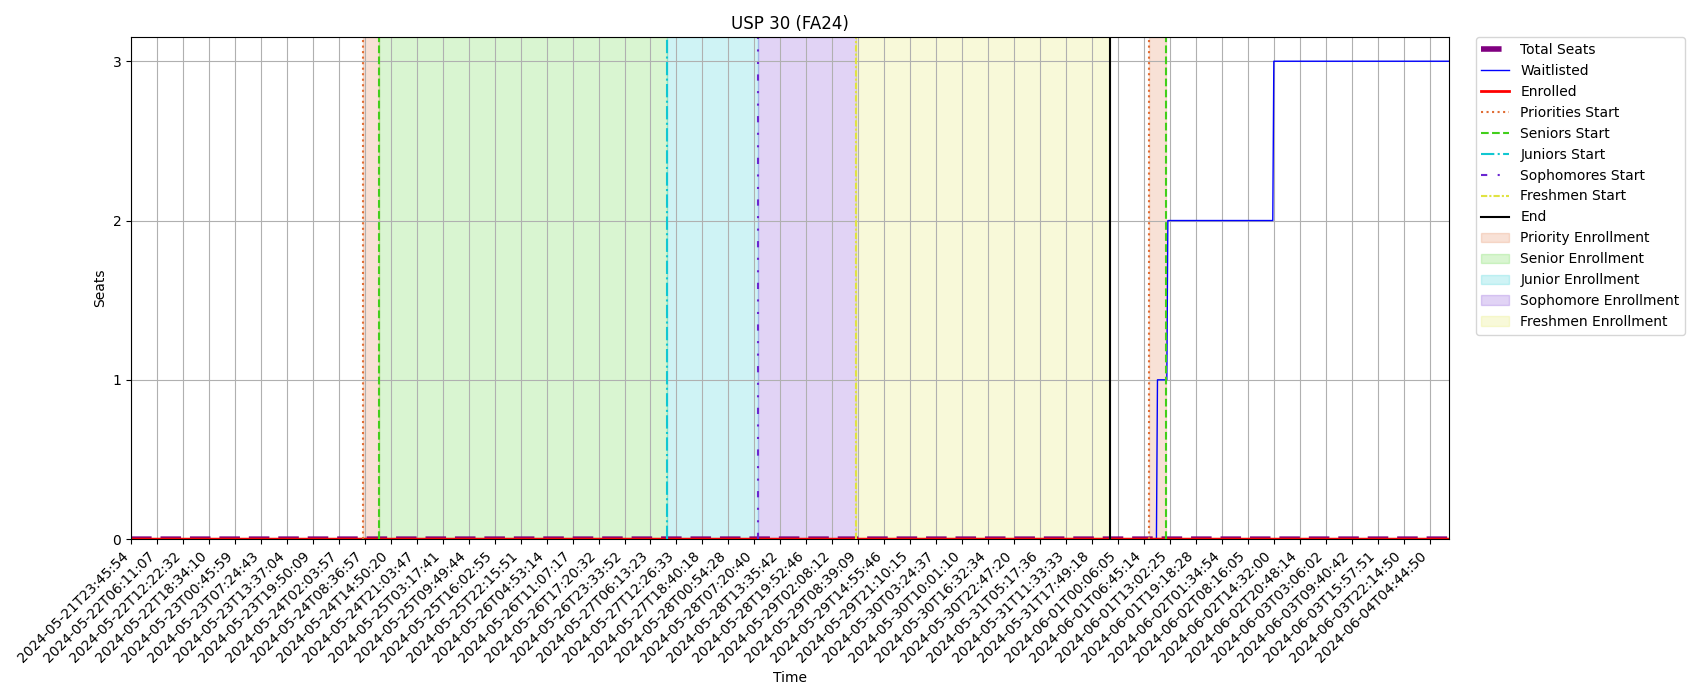 USP 30 (FA24)
Seats
3
2
1
0
2024-05-21T23:45:54
2024-05-22T06:11:07
2024-05-22T12:22:32
2024-05-22T18:34:10
2024-05-23T00:45:59
2024-05-23T07:24:43
2024-05-23T13:37:04
2024-05-23T19:50:09
2024-05-24T02:03:57
2024-05-24T08:36:57
2024-05-24T14:50:20
2024-05-24T21:03:47
2024-05-25T03:17:41
2024-05-25T09:49:44
2024-05-25T16:02:55
2024-05-25T22:15:51
2024-05-26T04:53:14
2024-05-26T11:07:17
2024-05-26T17:20:32
2024-05-26T23:33:52
2024-05-27T06:13:23
2024-05-27T12:26:33
2024-05-27T18:40:18
2024-05-28T00:54:28
2024-05-28T07:20:40
2024-05-28T13:35:42
2024-05-28T19:52:46
2024-05-29T02:08:12
2024-05-29T08:39:09
2024-05-29T14:55:46
2024-05-29T21:10:15
2024-05-30T03:24:37
2024-05-30T10:01:10
2024-05-30T16:32:34
2024-05-30T22:47:20
2024-05-31T05:17:36
2024-05-31T11:33:33
2024-05-31T17:49:18
2024-06-01T00:06:05
2024-06-01T06:45:14
2024-06-01T13:02:25
2024-06-01T19:18:28
2024-06-02T01:34:54
2024-06-02T08:16:05
2024-06-02T14:32:00
2024-06-02T20:48:14
2024-06-03T03:06:02
2024-06-03T09:40:42
2024-06-03T15:57:51
2024-06-03T22:14:50
2024-06-04T04:44:50
Time
Total Seats
Waitlisted
Enrolled
Priorities Start
Seniors Start
Juniors Start
Sophomores Start
Freshmen Start
End
Priority Enrollment
Senior Enrollment
Junior Enrollment
Sophomore Enrollment
Freshmen Enrollment